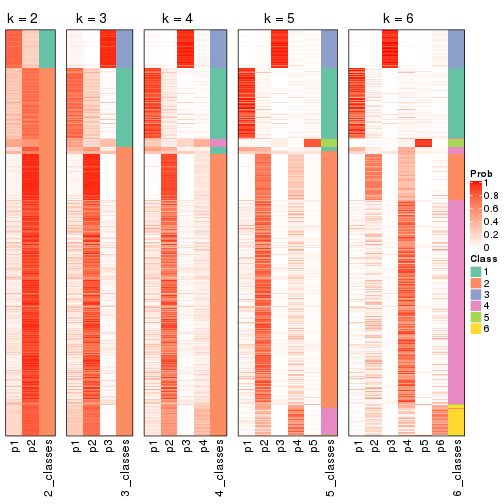 k = 2
k = 3
k = 4
k = 5
k = 6
Prob
1
0.8
0.6
0.4
0.2
0
Class
1
2
3
4
5
6
p1
p2
2_classes
p1
p2
p3
3_classes
p1
p2
p3
p4
4_classes
p1
p2
p3
p4
p5
5_classes
p1
p2
p3
p4
p5
p6
6_classes